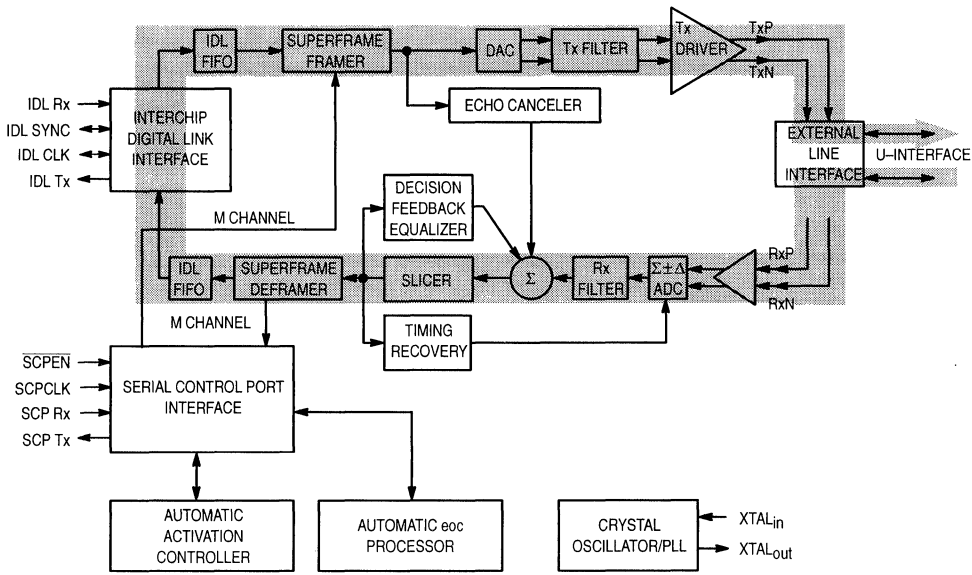 IDL
FIFO
SUPERFRAME
FRAMER
DAC
Tx FILTER
Tx
DRIVER
TxP
TxN
ECHO CANCELER
IDL Rx
IDL SYNC
IDL CLK
IDL Tx
INTERCHIP
DIGITAL LINK
INTERFACE
EXTERNAL
LINE
INTERFACE
U–INTERFACE
DECISION
FEEDBACK
EQUALIZER
M CHANNEL
IDL
FIFO
SUPERFRAME
DEFRAMER
SLICER
Σ
Rx
FILTER
Σ±Δ
ADC
RxP
RxN
M CHANNEL
TIMING
RECOVERY
SCPEN
SCPCLK
SCP Rx
SCP Tx
SERIAL CONTROL PORT
INTERFACE
AUTOMATIC
ACTIVATION
CONTROLLER
AUTOMATIC eoc
PROCESSOR
CRYSTAL
OSCILLATOR/PLL
XTALin
XTALout